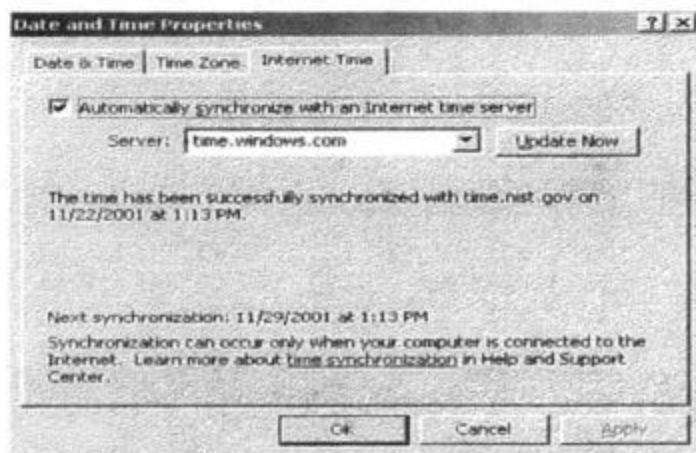 Date and Time Properties
Date & Time Time Zone Internet Time
Automatically synchronize with an Internet time server
Server: time.windows.com Update Now
The time has been successfully synchronized with time.nist.gov on
11/22/2001 at 1:13 PM.
Next synchronization: 11/29/2001 at 1:13 PM
Synchronization can occur only when your computer is connected to the
Internet. Learn more about time synchronization in Help and Support
Center.
OK Cancel Apply